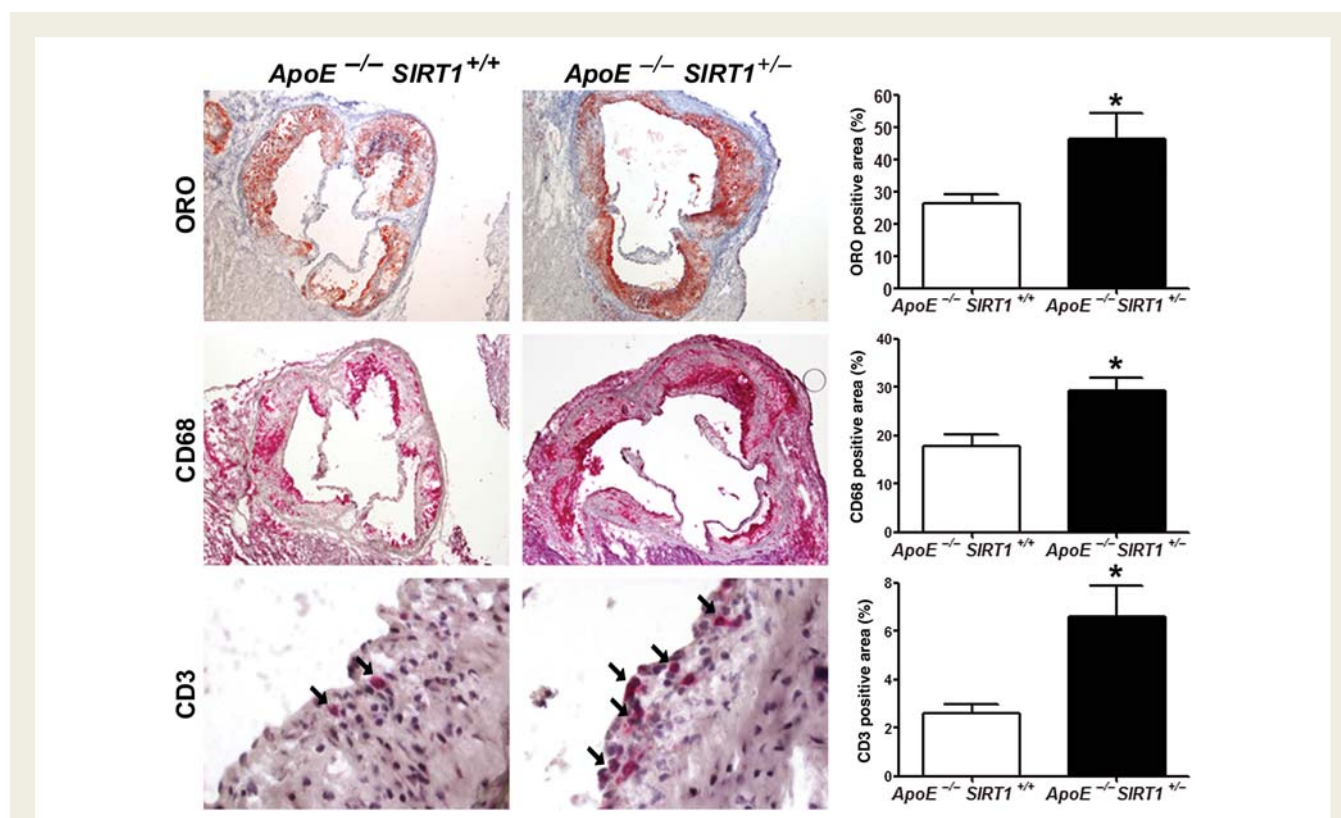 ApoE −/− SIRT1 +/+
ApoE −/− SIRT1 +/−
ORO
60
50
40
30
20
10
0
ORO positive area (%)
*
ApoE −/− SIRT1 +/+
ApoE −/− SIRT1 +/−
CD68
40
30
20
10
0
CD68 positive area (%)
*
ApoE −/− SIRT1 +/+
ApoE −/− SIRT1 +/−
CD3
8
6
4
2
0
CD3 positive area (%)
*
ApoE −/− SIRT1 +/+
ApoE −/− SIRT1 +/−